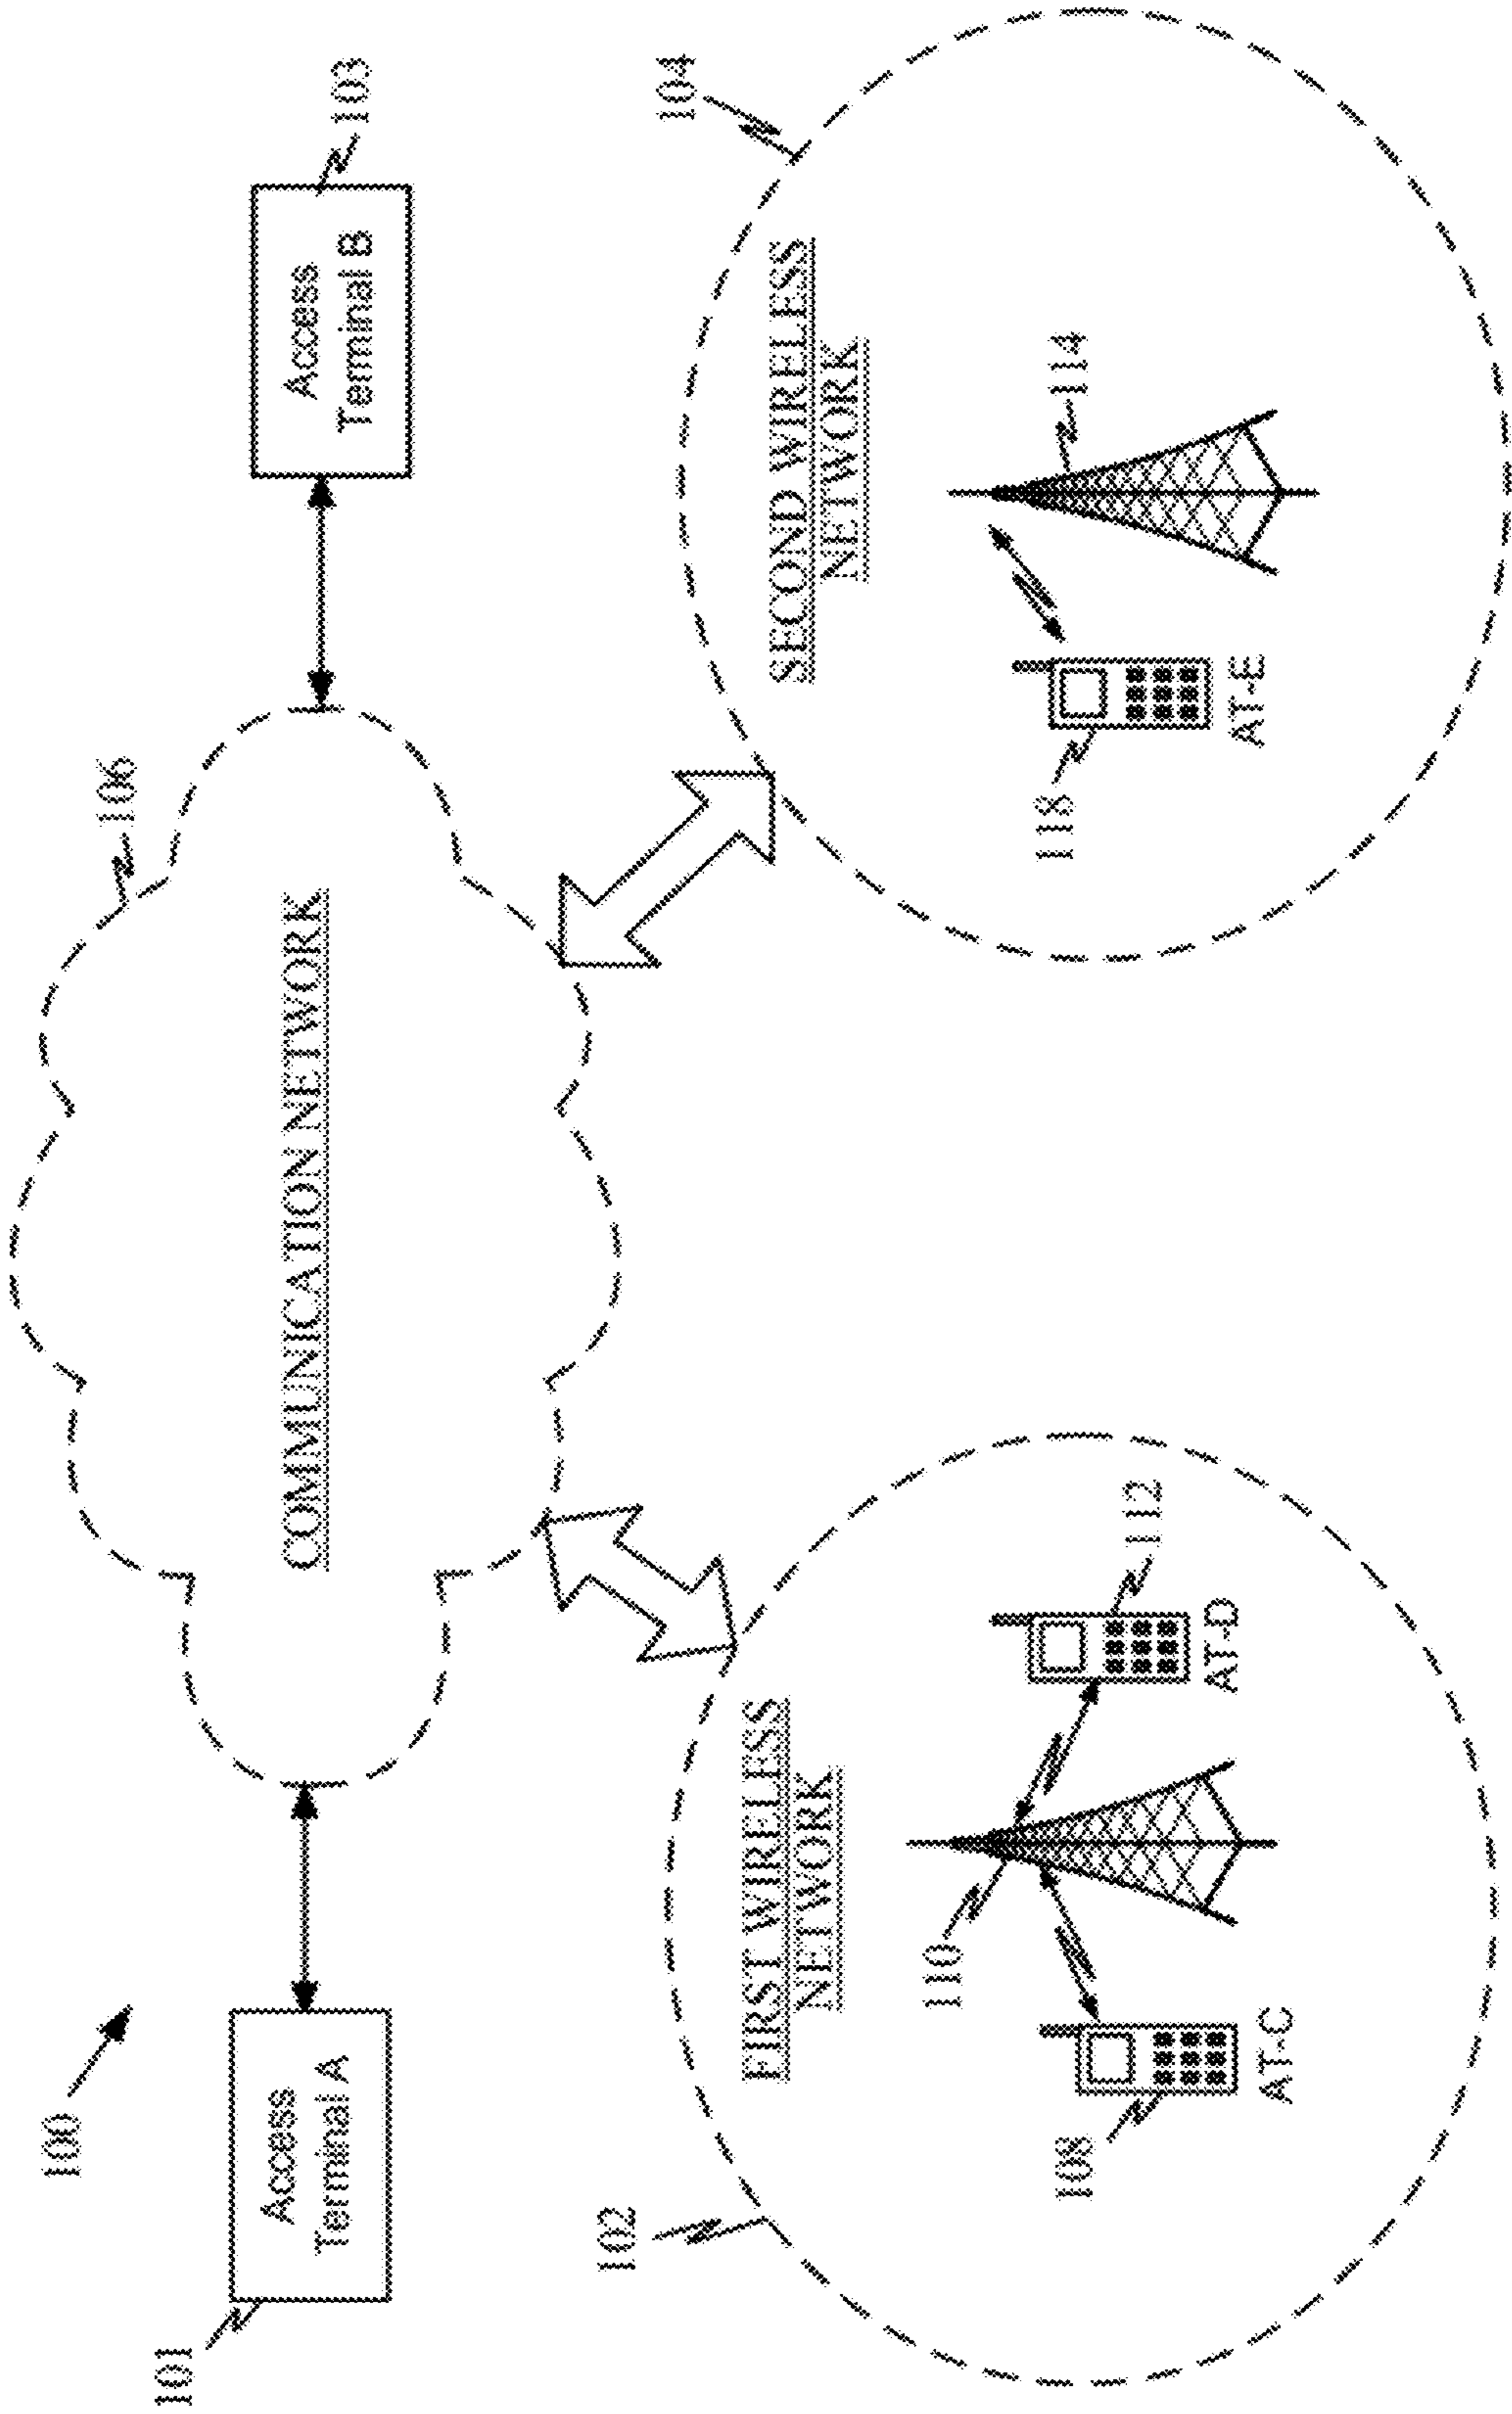 100
106
101
Access
Terminal A
COMMUNICATION NETWORK
Access
Terminal B
103
102
FIRST WIRELESS
NETWORK
110
108
AT-C
112
AT-D
104
SECOND WIRELESS
NETWORK
114
118
AT-E